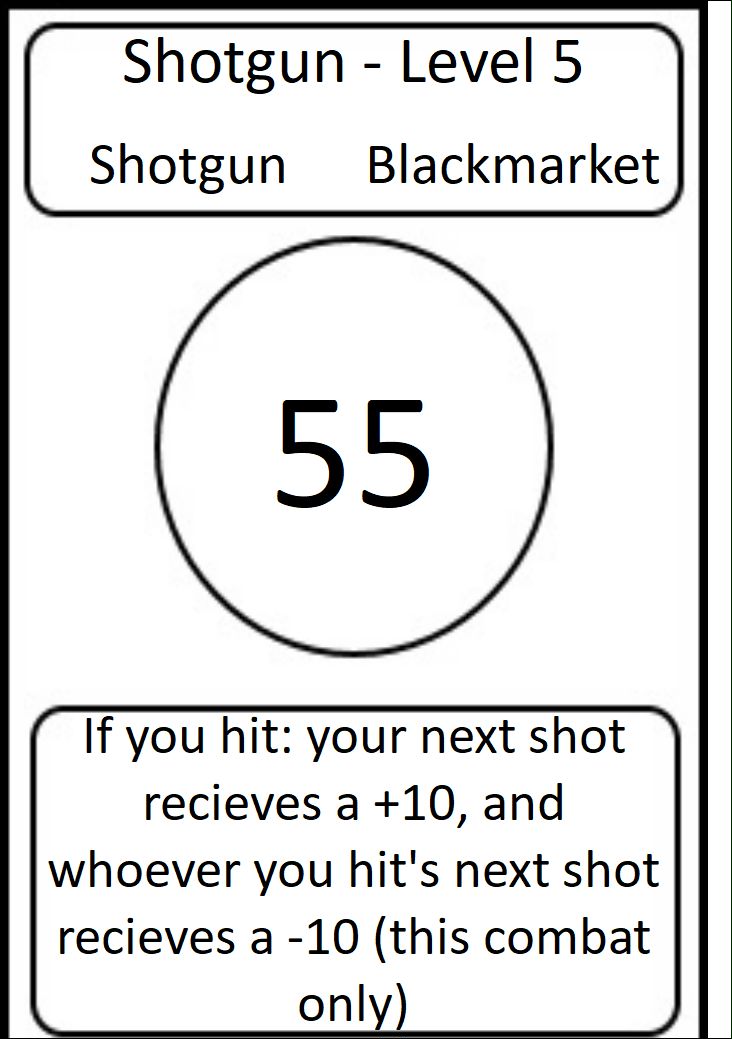 Shotgun - Level 5
Shotgun Blackmarket
55
If you hit: your next shot
recieves a +10, and
whoever you hit's next shot
recieves a -10 (this combat
only)